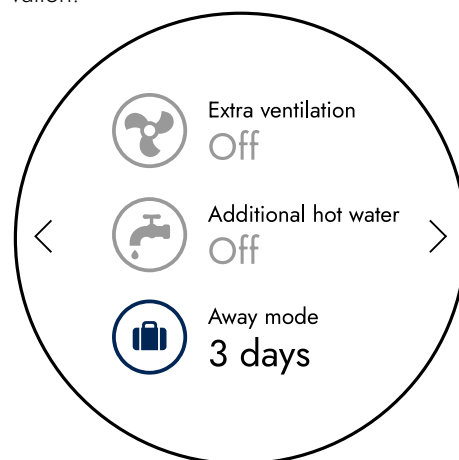 Extra ventilation
Off
Additional hot water
Off
Away mode
3 days